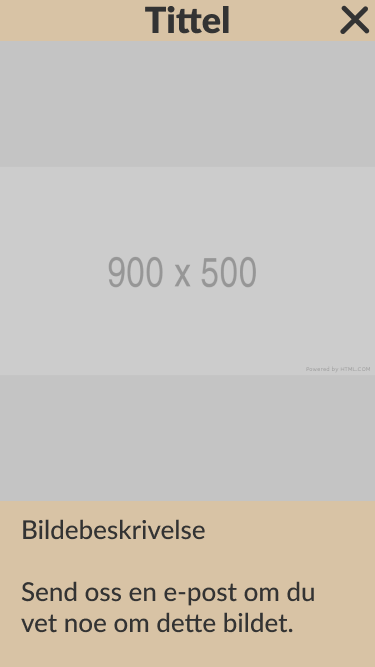 Tittel
900 x 500
Powered by HTML.COM
Bildebeskrivelse
Send oss en e-post om du
vet noe om dette bildet.